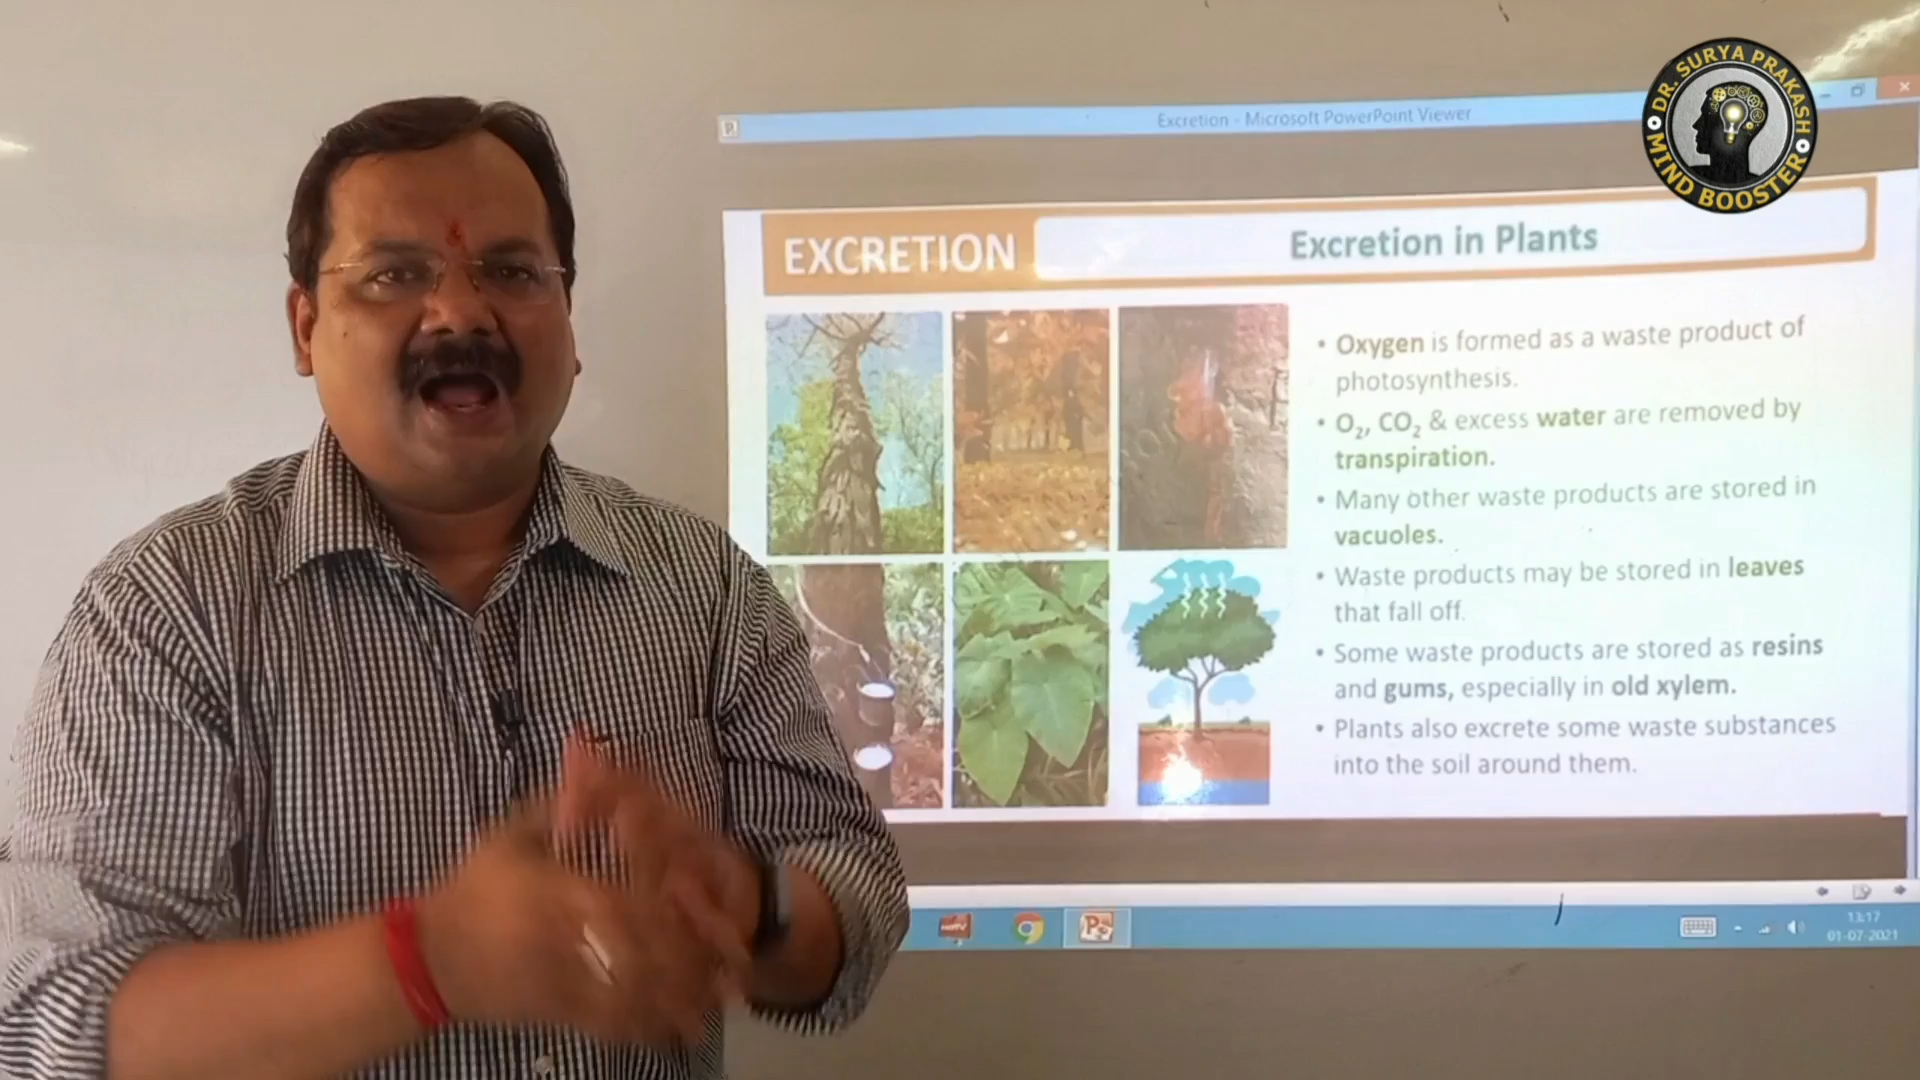 Excretion - Microsoft PowerPoint Viewer
DR. SURYA PRAKASH
MIND BOOSTER
EXCRETION
Excretion in Plants
• Oxygen is formed as a waste product of
photosynthesis.
• O₂, CO₂ & excess water are removed by
transpiration.
• Many other waste products are stored in
vacuoles.
• Waste products may be stored in leaves
that fall off.
• Some waste products are stored as resins
and gums, especially in old xylem.
• Plants also excrete some waste substances
into the soil around them.
13:17
01-07-2021